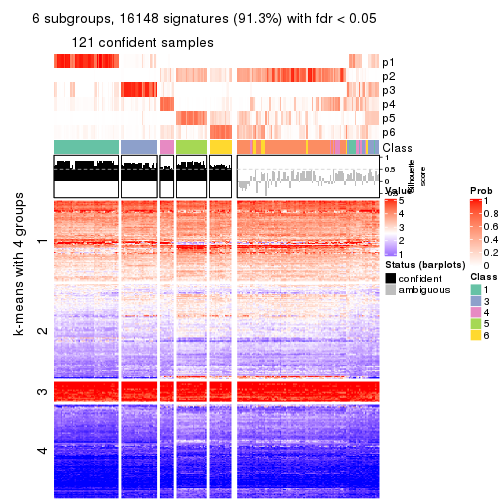 6 subgroups, 16148 signatures (91.3%) with fdr < 0.05
121 confident samples
p1
p2
p3
p4
p5
p6
Class
1
0.5
0
-0.5
Silhouette
score
k-means with 4 groups
1
2
3
4
Value
5
4
3
2
1
Status (barplots)
confident
ambiguous
Prob
1
0.8
0.6
0.4
0.2
0
Class
1
3
4
5
6